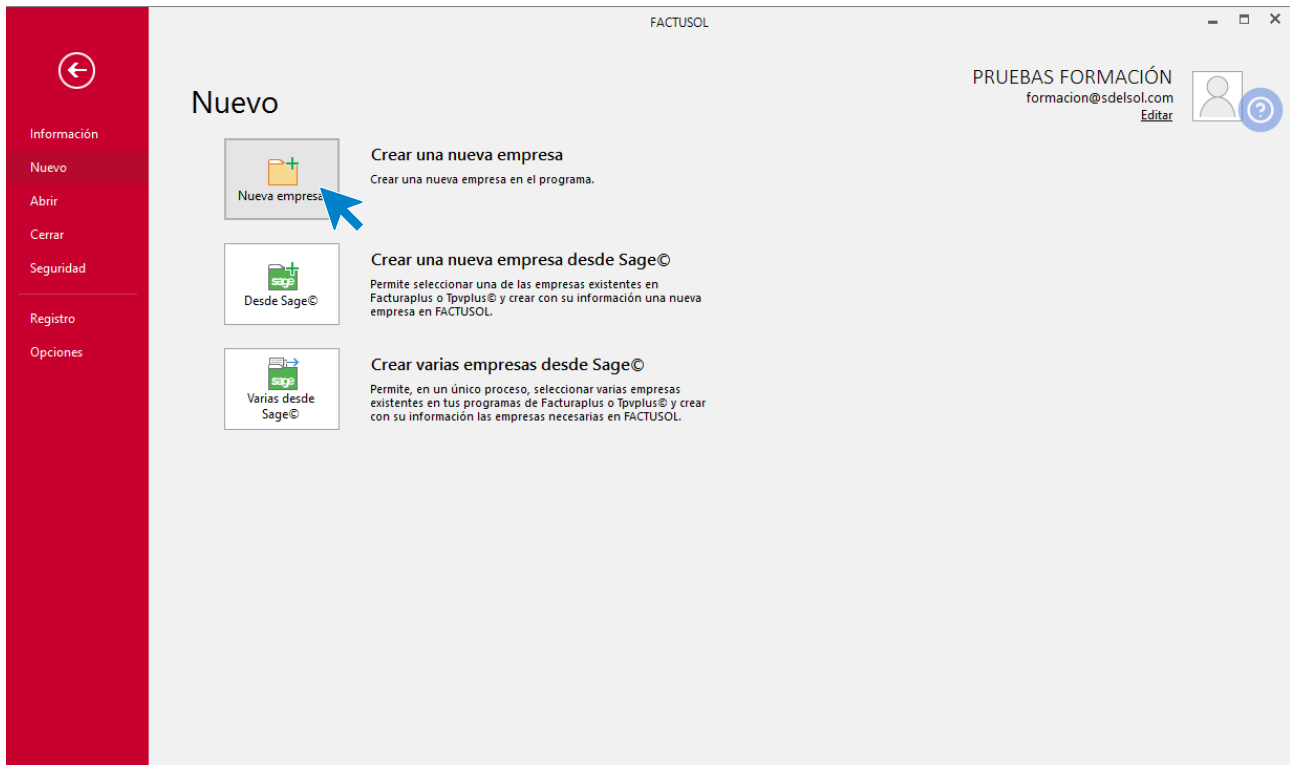 FACTUSOL
PRUEBAS FORMACIÓN
formacion@sdelsol.com
Editar
Información
Nuevo
Abrir
Cerrar
Seguridad
Registro
Opciones
Nuevo
Nueva empresa
Crear una nueva empresa
Crear una nueva empresa en el programa.
sage
Desde Sage©
Crear una nueva empresa desde Sage©
Permite seleccionar una de las empresas existentes en
Facturaplus o Tpvplus© y crear con su información una nueva
empresa en FACTUSOL.
sage
Varias desde
Sage©
Crear varias empresas desde Sage©
Permite, en un único proceso, seleccionar varias empresas
existentes en tus programas de Facturaplus o Tpvplus© y crear
con su información las empresas necesarias en FACTUSOL.